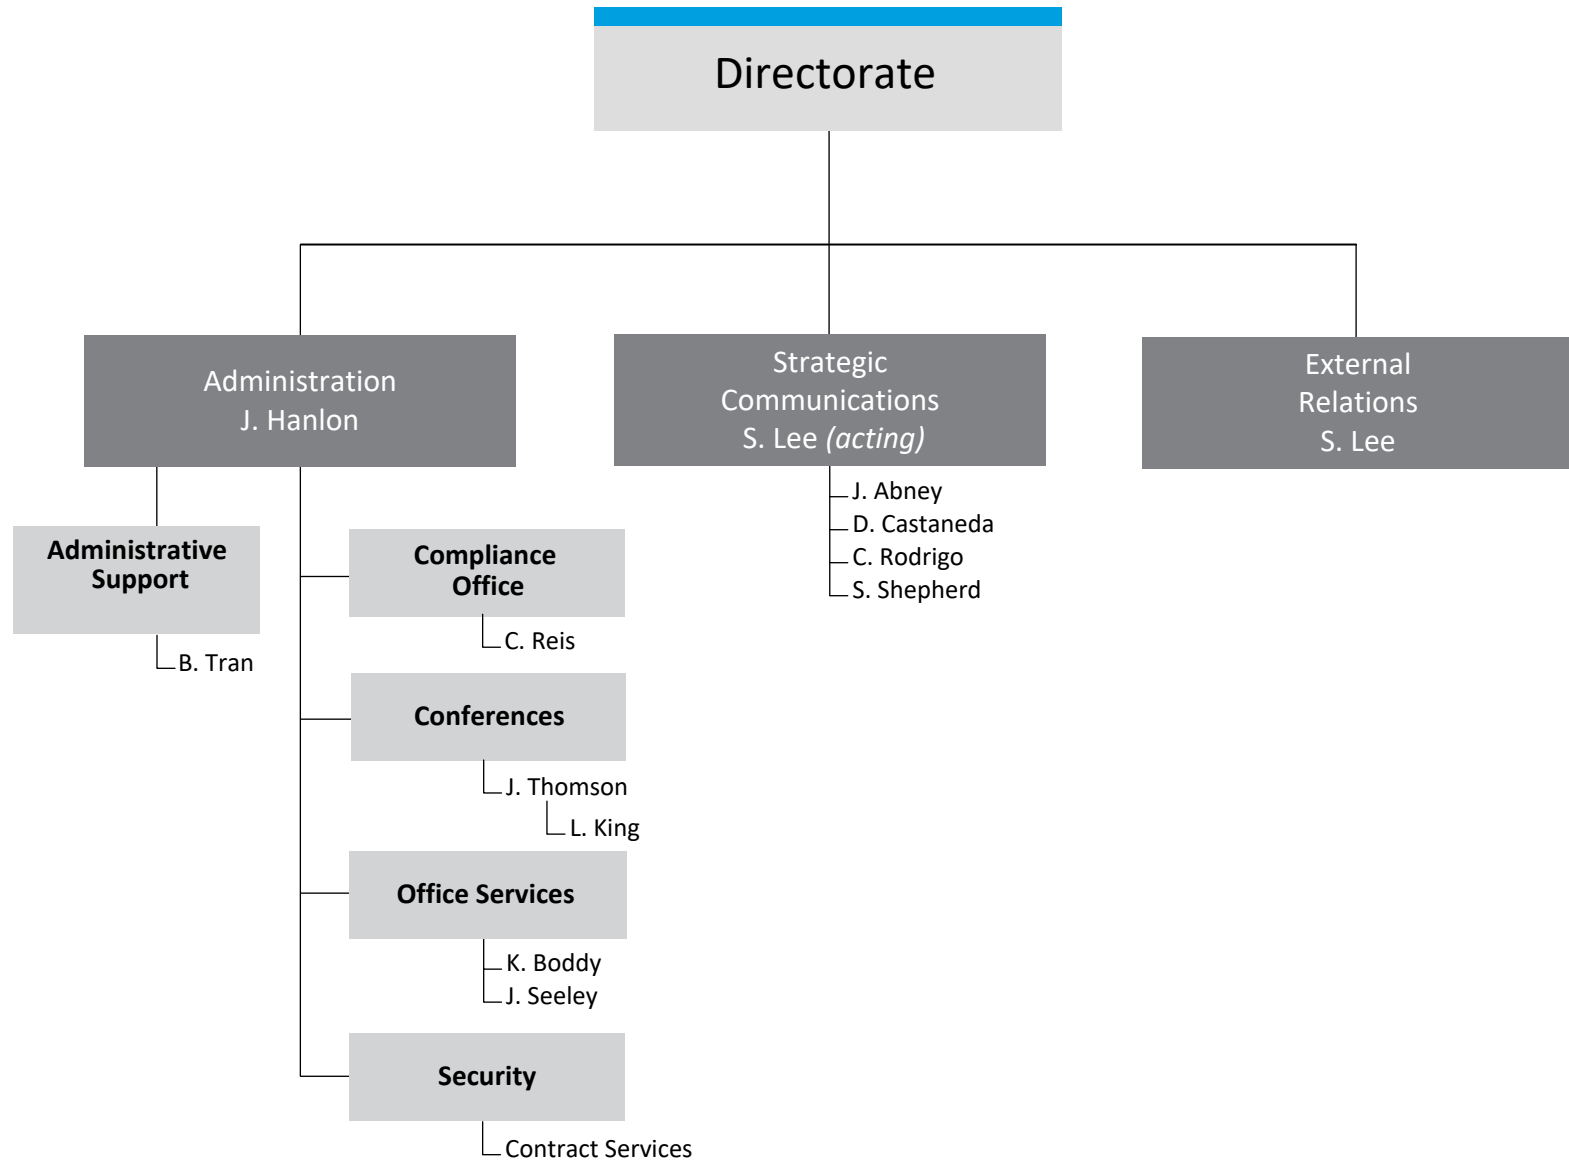 Directorate
Administration
J. Hanlon
Strategic
Communications
S. Lee (acting)
External
Relations
S. Lee
Administrative
Support
B. Tran
Compliance
Office
C. Reis
Conferences
J. Thomson
L. King
Office Services
K. Boddy
J. Seeley
Security
Contract Services
J. Abney
D. Castaneda
C. Rodrigo
S. Shepherd